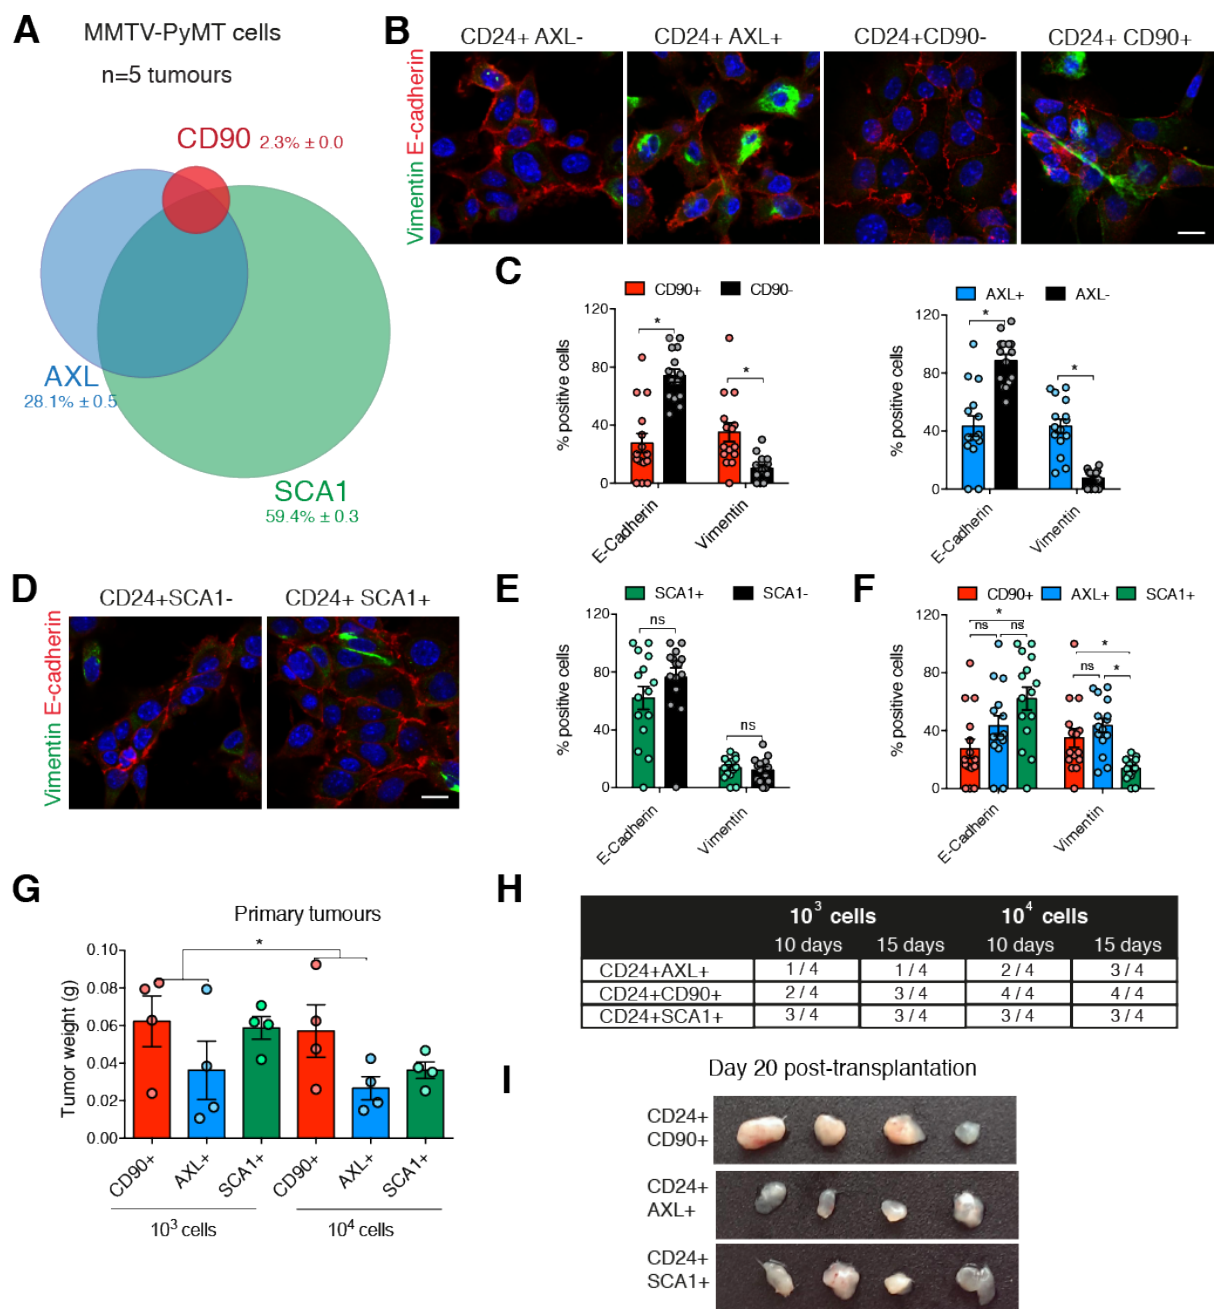 A
MMTV-PyMT cells
n=5 tumours
CD90 2.3% ± 0.0
AXL
28.1% ± 0.5
SCA1
59.4% ± 0.3
B
CD24+ AXL-
CD24+ AXL+
CD24+CD90-
CD24+ CD90+
Vimentin E-cadherin
C
CD90+ CD90-
120
80
40
0
% positive cells
*
*
E-Cadherin
Vimentin
AXL+ AXL-
120
80
40
0
% positive cells
*
*
E-Cadherin
Vimentin
D
CD24+SCA1-
CD24+ SCA1+
Vimentin E-cadherin
E
SCA1+ SCA1-
120
80
40
0
% positive cells
ns
ns
E-Cadherin
Vimentin
F
CD90+ AXL+ SCA1+
120
80
40
0
% positive cells
*
ns ns
*
ns *
E-Cadherin
Vimentin
G
Primary tumours
0.10
0.08
0.06
0.04
0.02
0.00
Tumor weight (g)
*
CD90+ AXL+ SCA1+ CD90+ AXL+ SCA1+
10³ cells 10⁴ cells
H
10³ cells 10⁴ cells
10 days 15 days 10 days 15 days
CD24+AXL+ 1 / 4 1 / 4 2 / 4 3 / 4
CD24+CD90+ 2 / 4 3 / 4 4 / 4 4 / 4
CD24+SCA1+ 3 / 4 3 / 4 3 / 4 3 / 4
I
Day 20 post-transplantation
CD24+
CD90+
CD24+
AXL+
CD24+
SCA1+